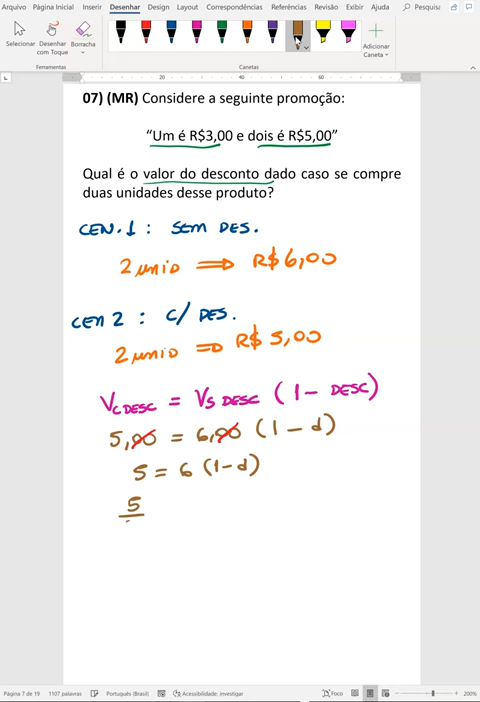 Arquivo Página Inicial Inserir Desenhar Design Layout Correspondências Referências Revisão Exibir Ajuda Pesquisa
Selecionar Desenhar com Toque Borracha Adicionar Caneta
Ferramentas Canetas
20 40 60
07) (MR) Considere a seguinte promoção:
“Um é R$3,00 e dois é R$5,00”
Qual é o valor do desconto dado caso se compre
duas unidades desse produto?
CEN. 1 : SEM DES.
2 UNID ⇒ R$ 6,00
CEN 2 : C/ DES.
2 UNID ⇒ R$ 5,00
VC DESC = VS DESC (1 - DESC)
5,00 = 6,00 (1 - d)
5 = 6 (1-d)
5
Página 7 de 19 1107 palavras Português (Brasil) Acessibilidade: investigar Foco 200%